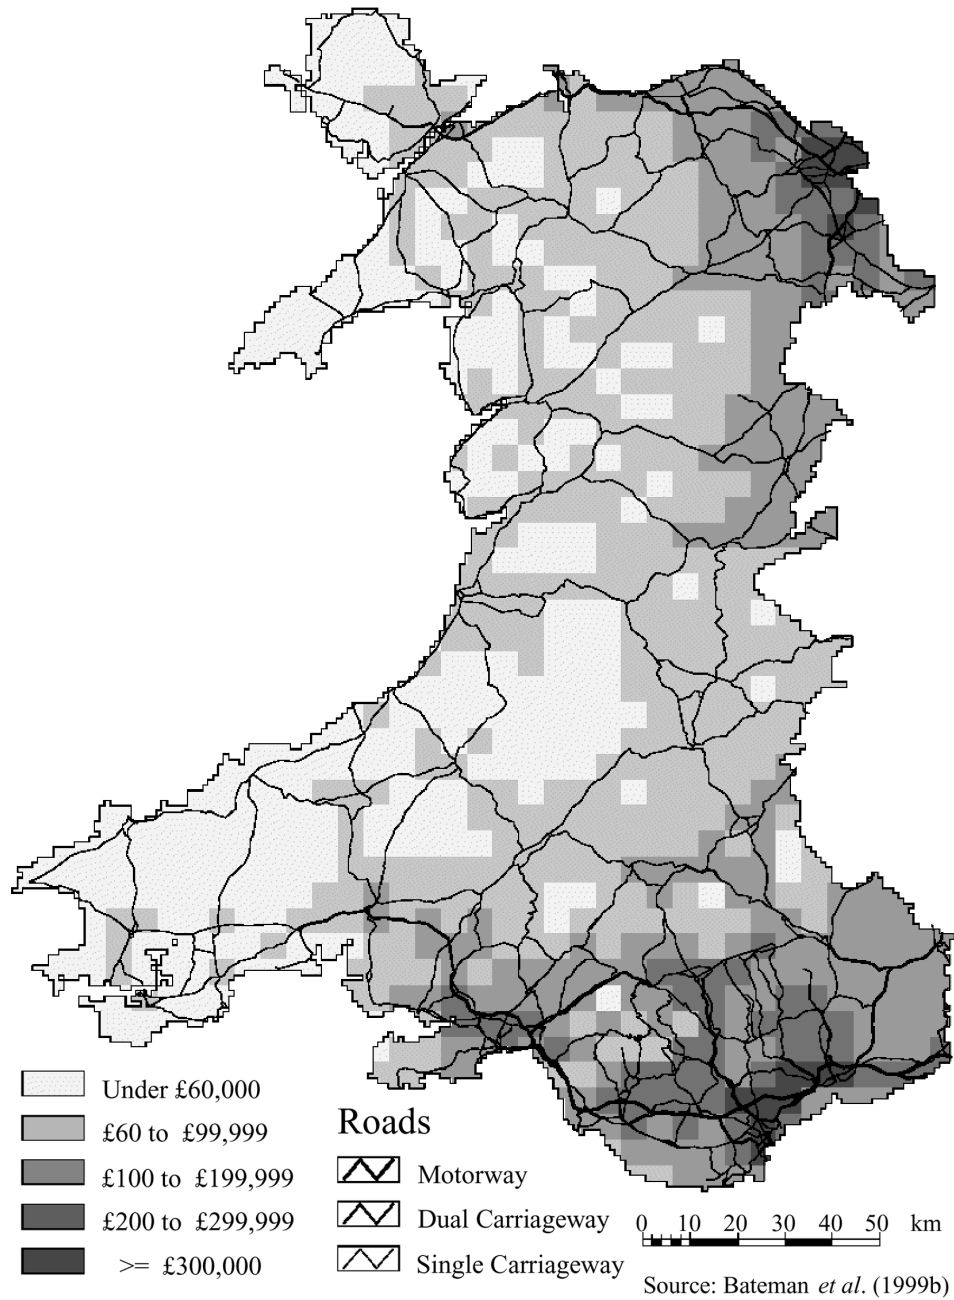 Under £60,000
£60 to £99,999
£100 to £199,999
£200 to £299,999
>= £300,000
Roads
Motorway
Dual Carriageway
Single Carriageway
0 10 20 30 40 50 km
Source: Bateman et al. (1999b)